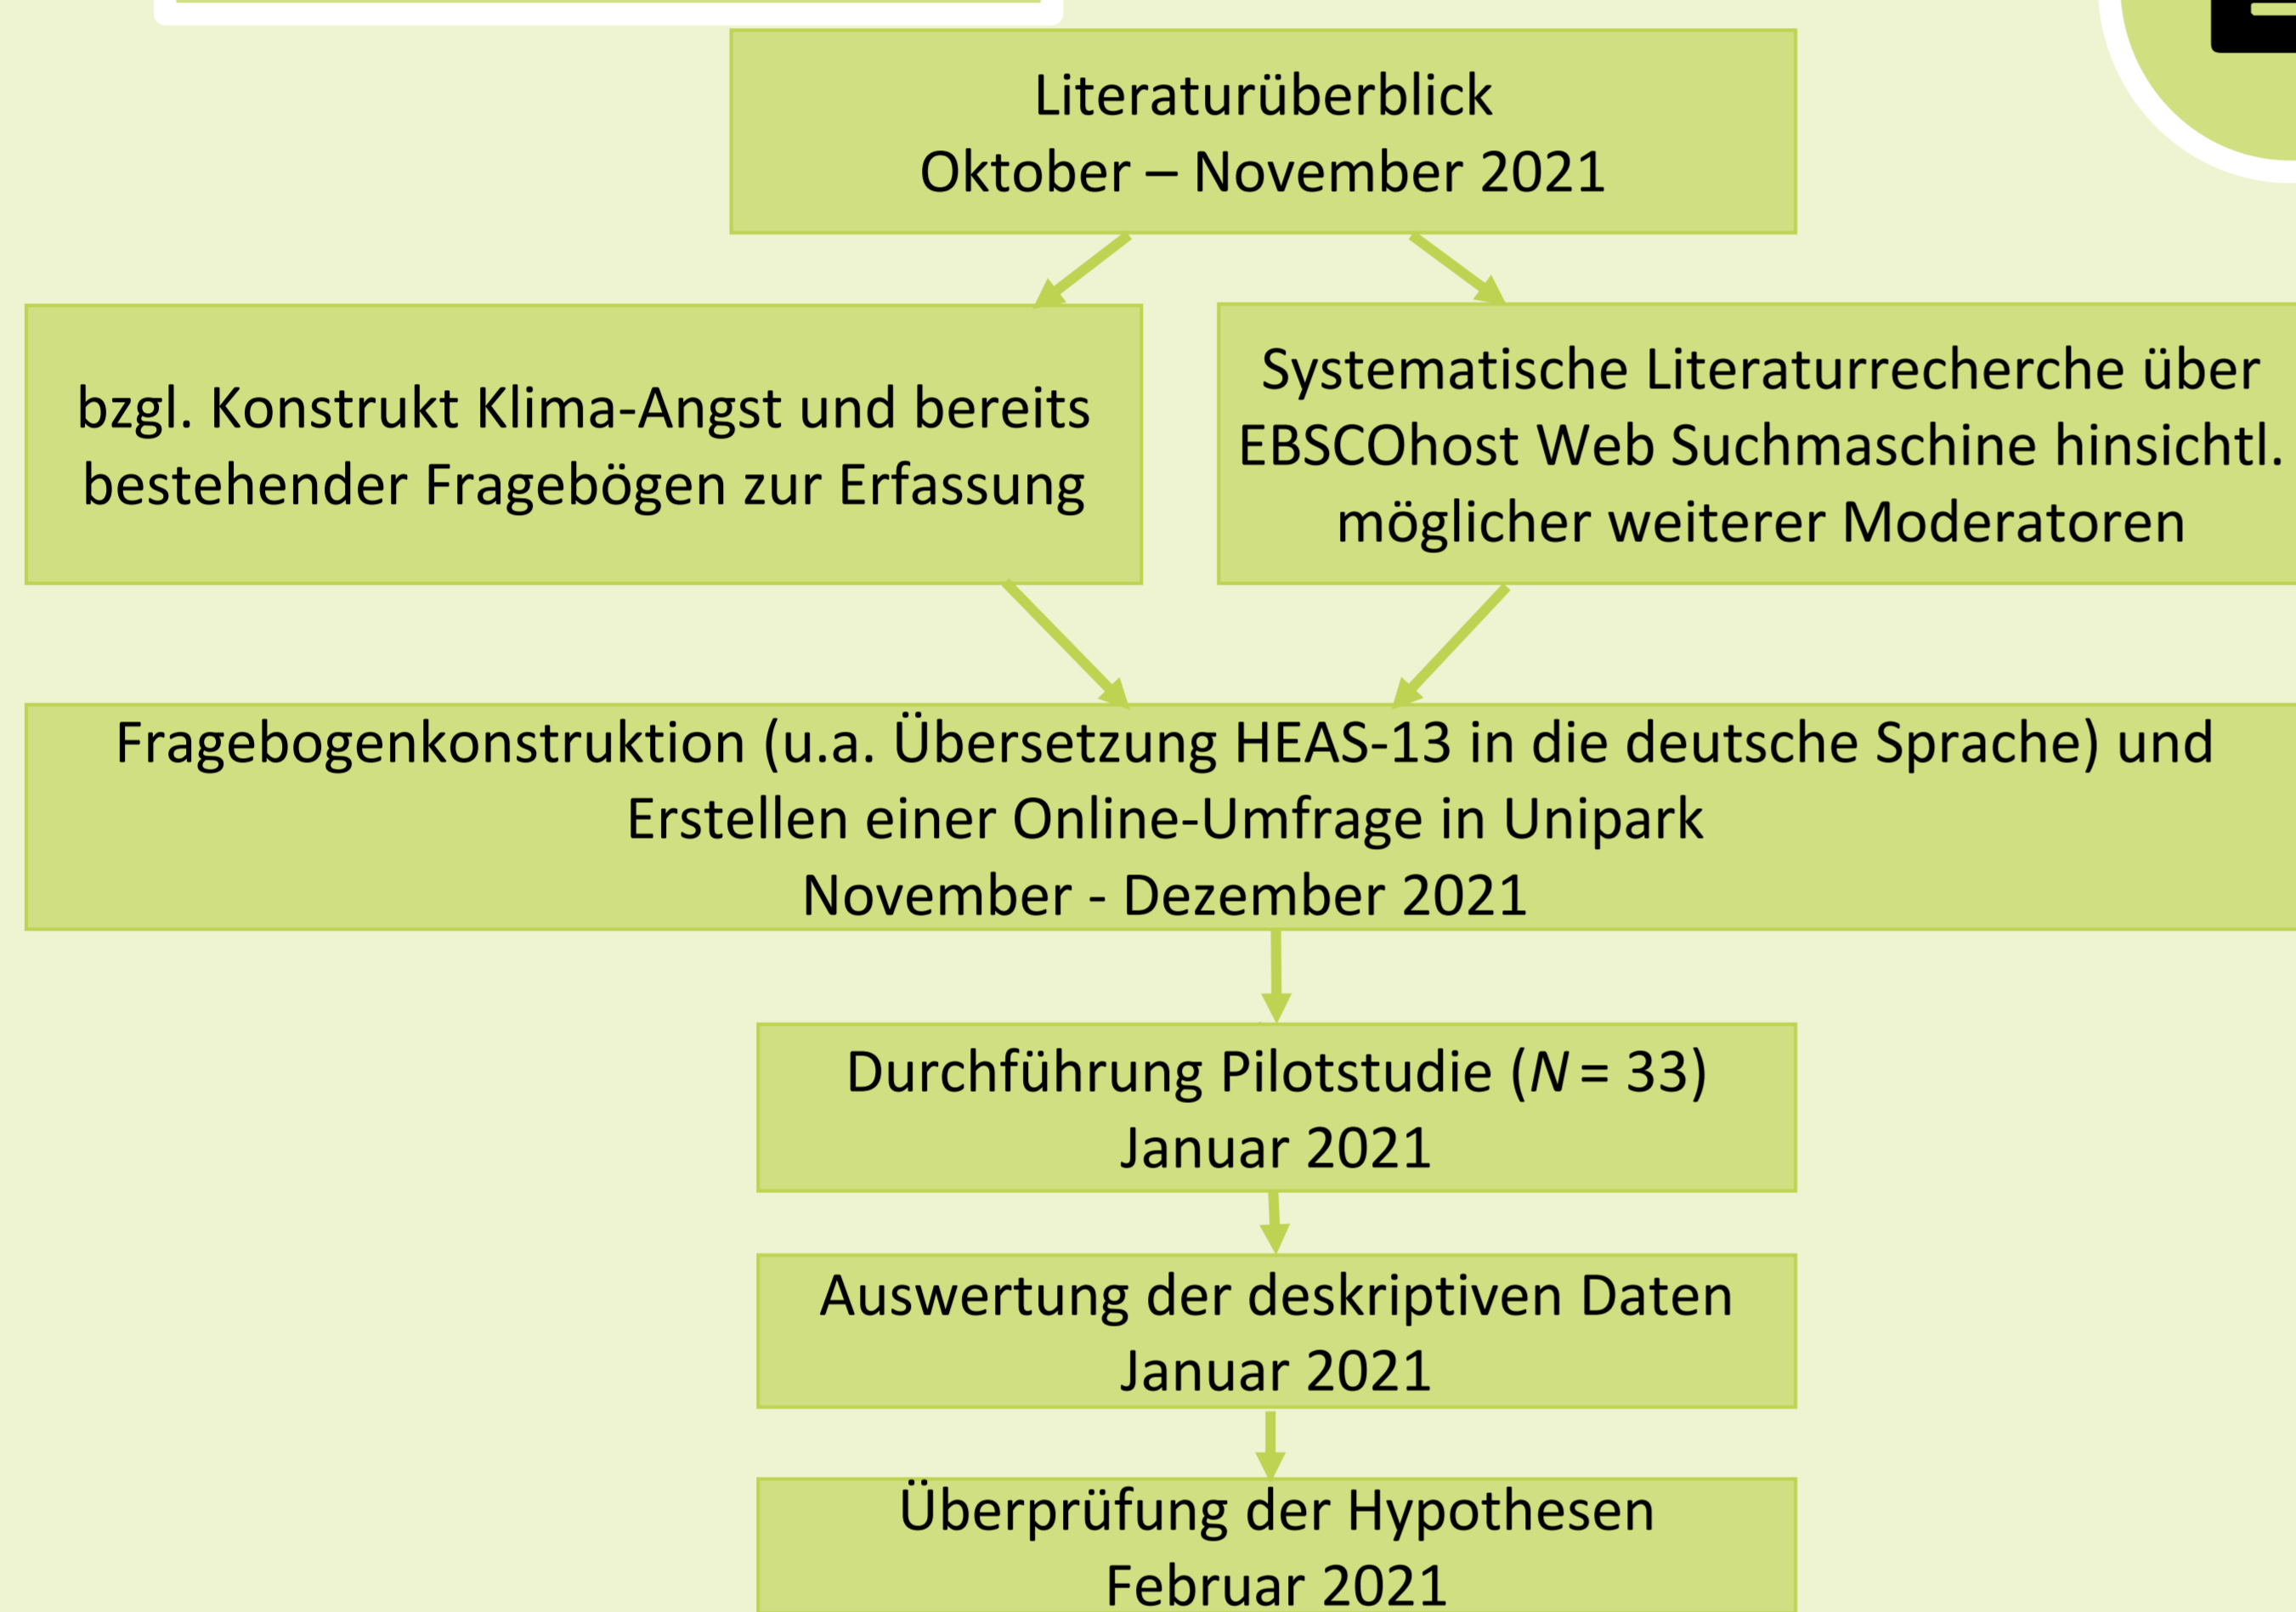 Literaturüberblick
Oktober – November 2021
bzgl. Konstrukt Klima-Angst und bereits
bestehender Fragebögen zur Erfassung
Systematische Literaturrecherche über
EBSCOhost Web Suchmaschine hinsichtl.
möglicher weiterer Moderatoren
Fragebogenkonstruktion (u.a. Übersetzung HEAS-13 in die deutsche Sprache) und
Erstellen einer Online-Umfrage in Unipark
November - Dezember 2021
Durchführung Pilotstudie (N = 33)
Januar 2021
Auswertung der deskriptiven Daten
Januar 2021
Überprüfung der Hypothesen
Februar 2021